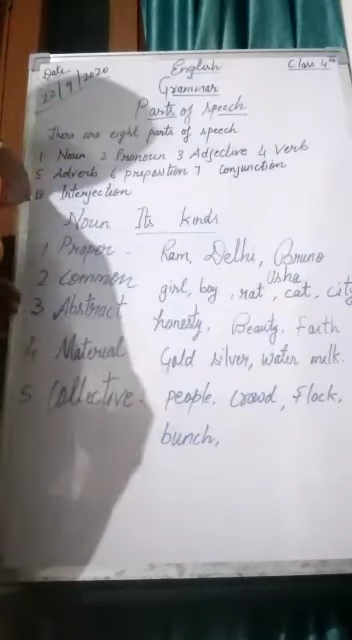 Date English Class 4th
22/9/2020 Grammar
Parts of speech
There are eight parts of speech
1 Noun 2 Pronoun 3 Adjective 4 Verb
5 Adverb 6 preposition 7 Conjunction
8 Interjection
Noun Its kinds
1 Proper - Ram, Delhi, Bruno
Usha
2 Common girl, boy, rat, cat, city
3 Abstract honesty, Beauty, Faith
4 Material Gold silver, water milk.
5 Collective - people, Crowd, Flock,
bunch,